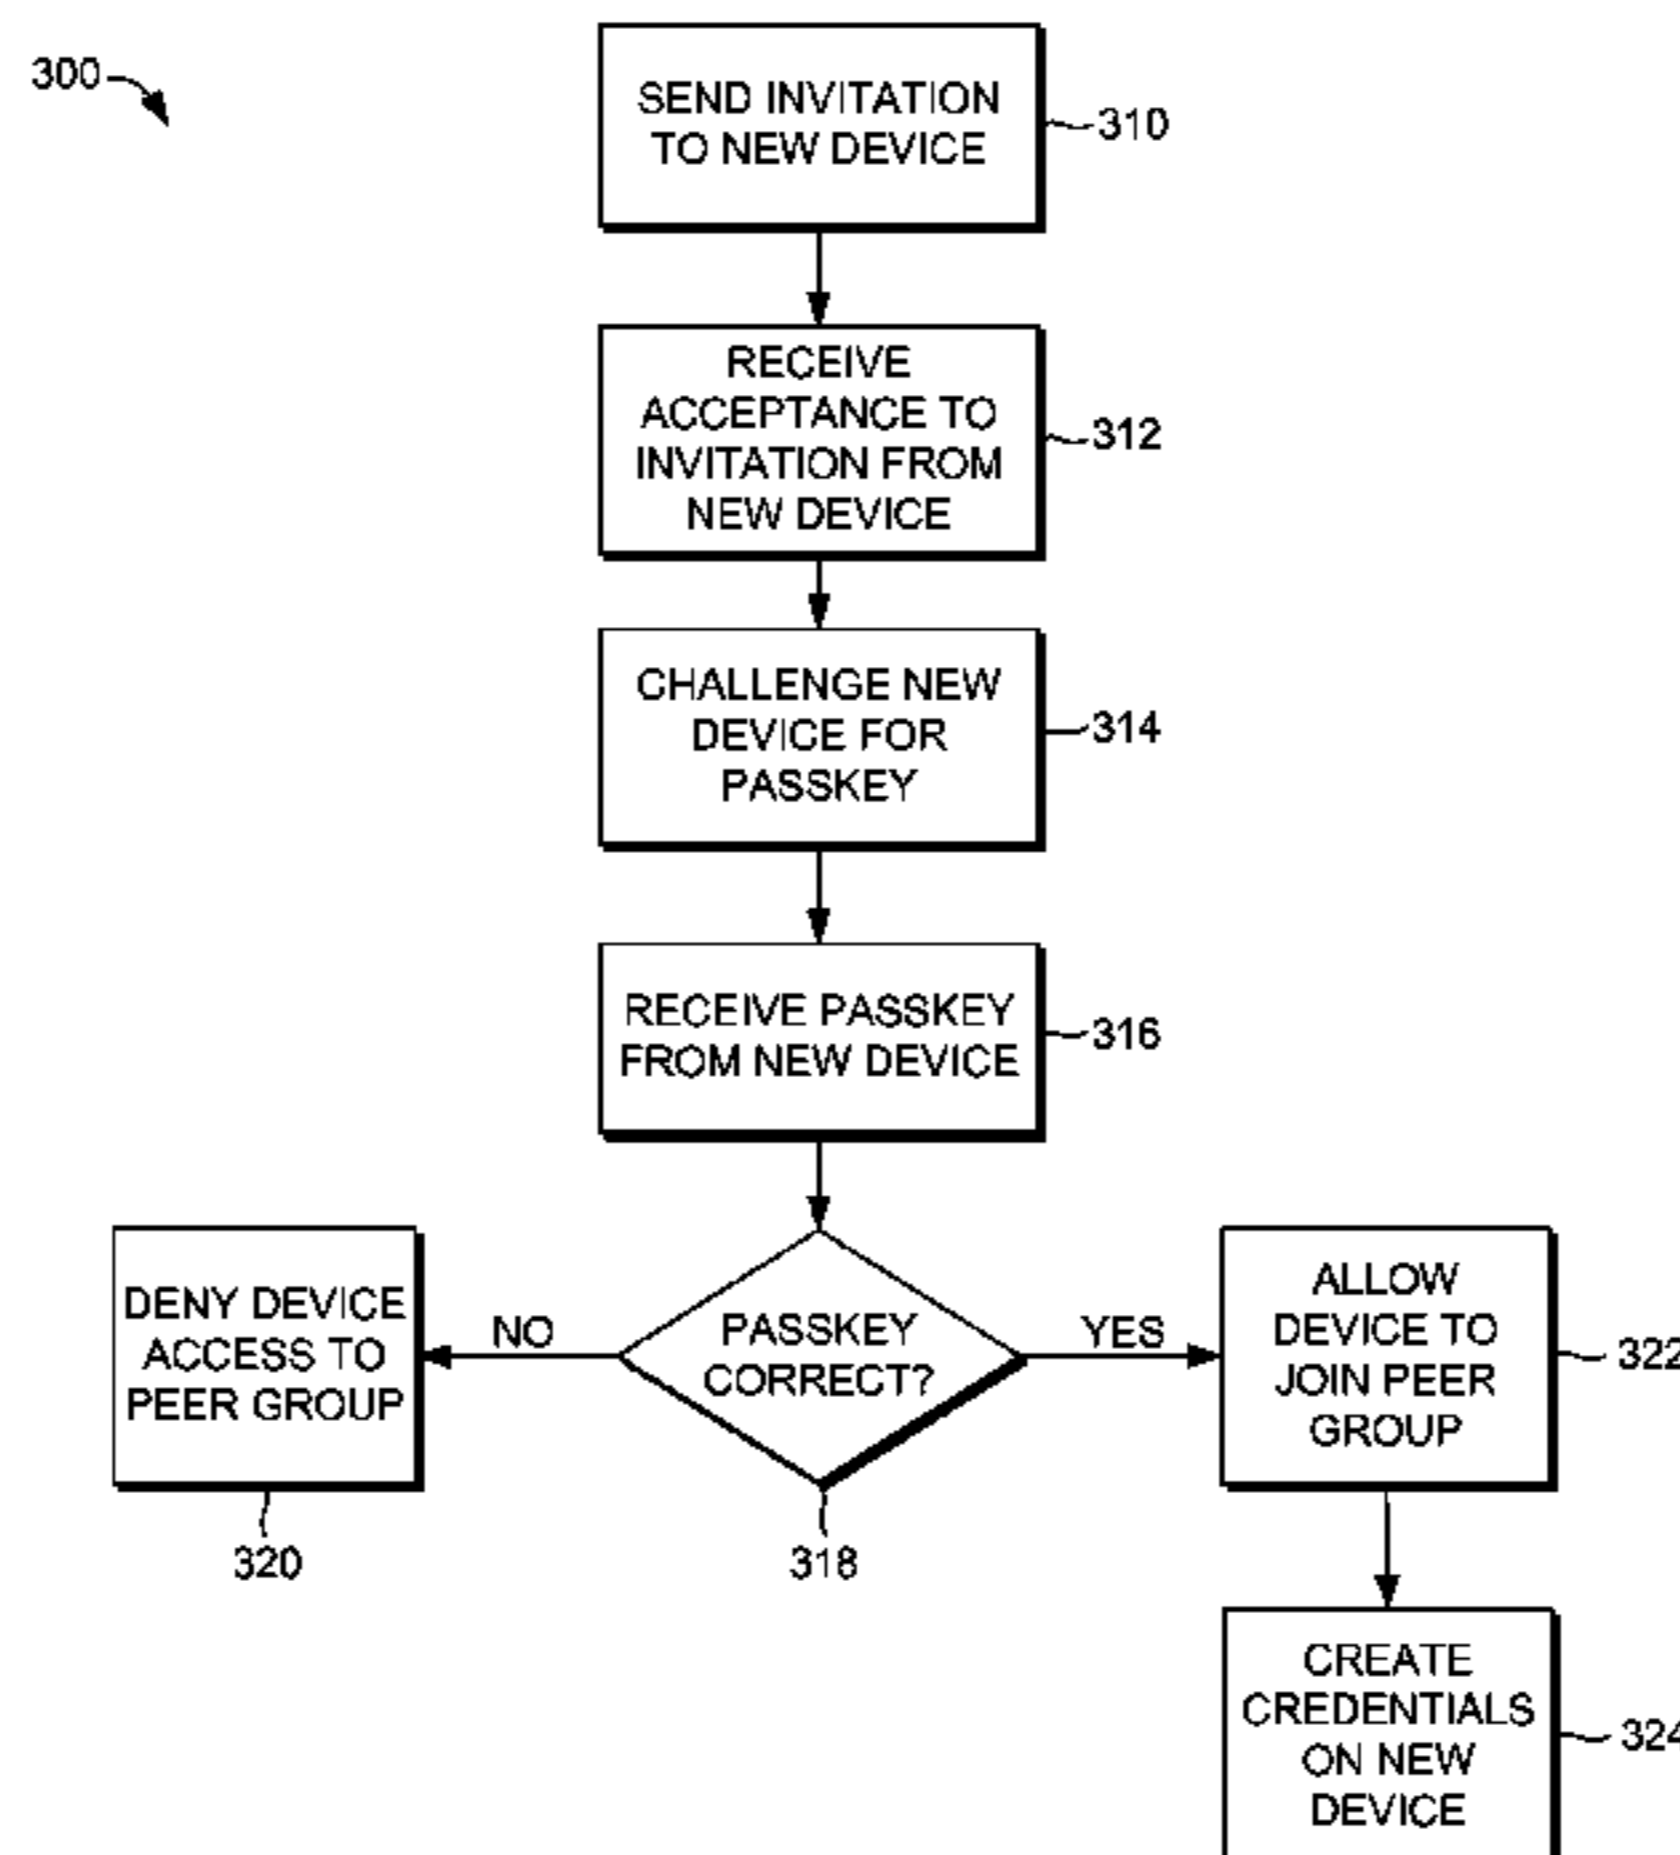 300
SEND INVITATION
TO NEW DEVICE
310
RECEIVE
ACCEPTANCE TO
INVITATION FROM
NEW DEVICE
312
CHALLENGE NEW
DEVICE FOR
PASSKEY
314
RECEIVE PASSKEY
FROM NEW DEVICE
316
DENY DEVICE
ACCESS TO
PEER GROUP
320
NO
PASSKEY
CORRECT?
318
YES
ALLOW
DEVICE TO
JOIN PEER
GROUP
322
CREATE
CREDENTIALS
ON NEW
DEVICE
324